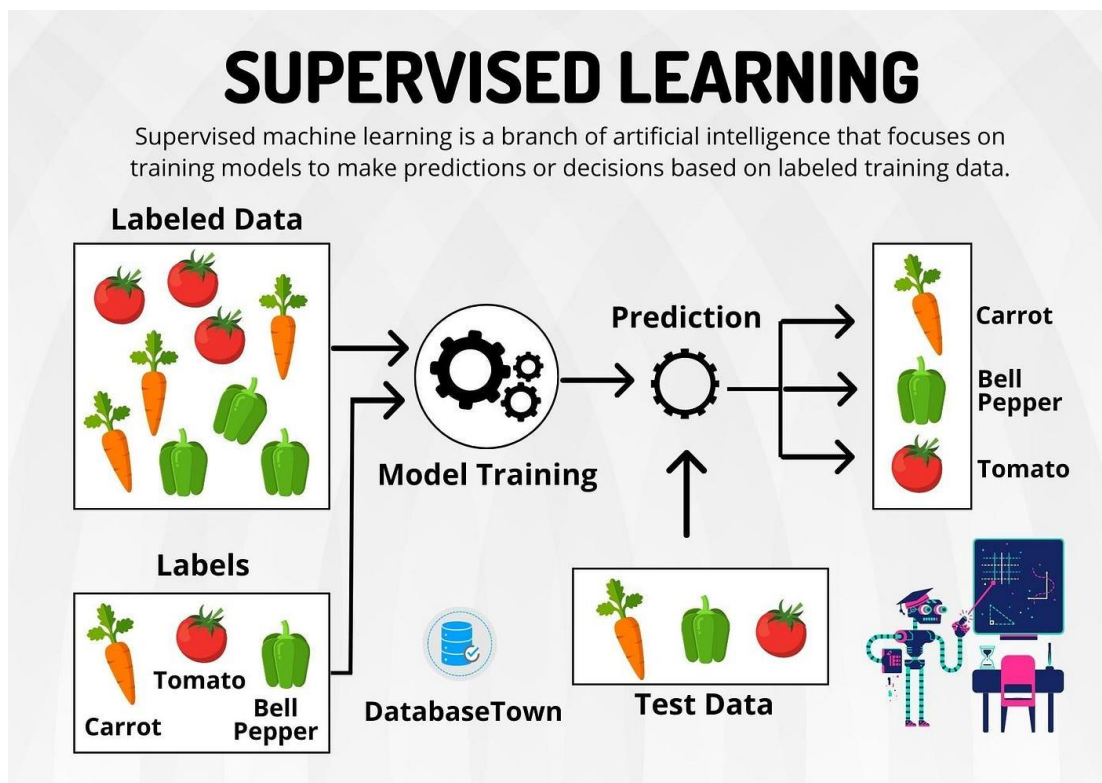 SUPERVISED LEARNING
Supervised machine learning is a branch of artificial intelligence that focuses on
training models to make predictions or decisions based on labeled training data.
Labeled Data
Model Training
Prediction
Carrot
Bell
Pepper
Tomato
Labels
Carrot
Tomato
Bell
Pepper
DatabaseTown
Test Data